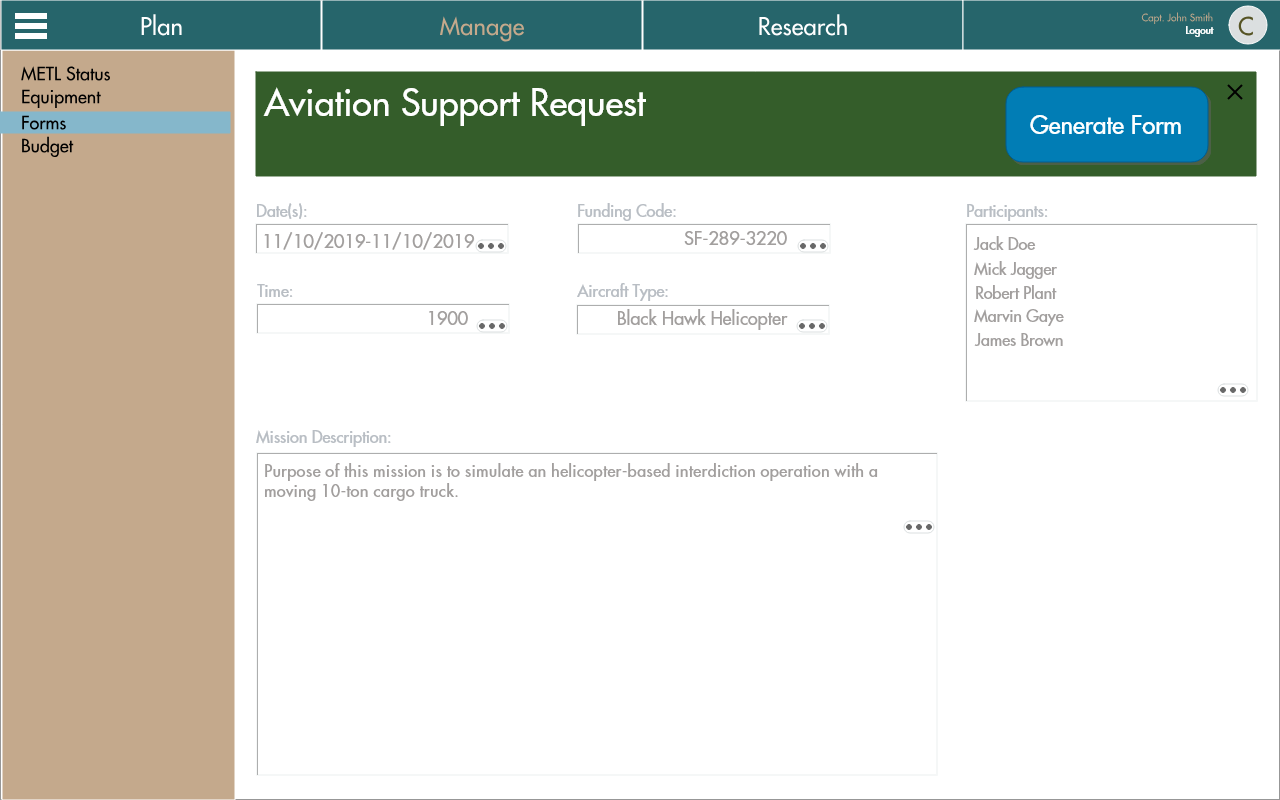 Plan
Manage
Research
Capt. John Smith
Logout
C
METL Status
Equipment
Forms
Budget
Aviation Support Request
Generate Form
Date(s):
11/10/2019-11/10/2019
Funding Code:
SF-289-3220
Participants:
Jack Doe
Mick Jagger
Robert Plant
Marvin Gaye
James Brown
Time:
1900
Aircraft Type:
Black Hawk Helicopter
Mission Description:
Purpose of this mission is to simulate an helicopter-based interdiction operation with a
moving 10-ton cargo truck.